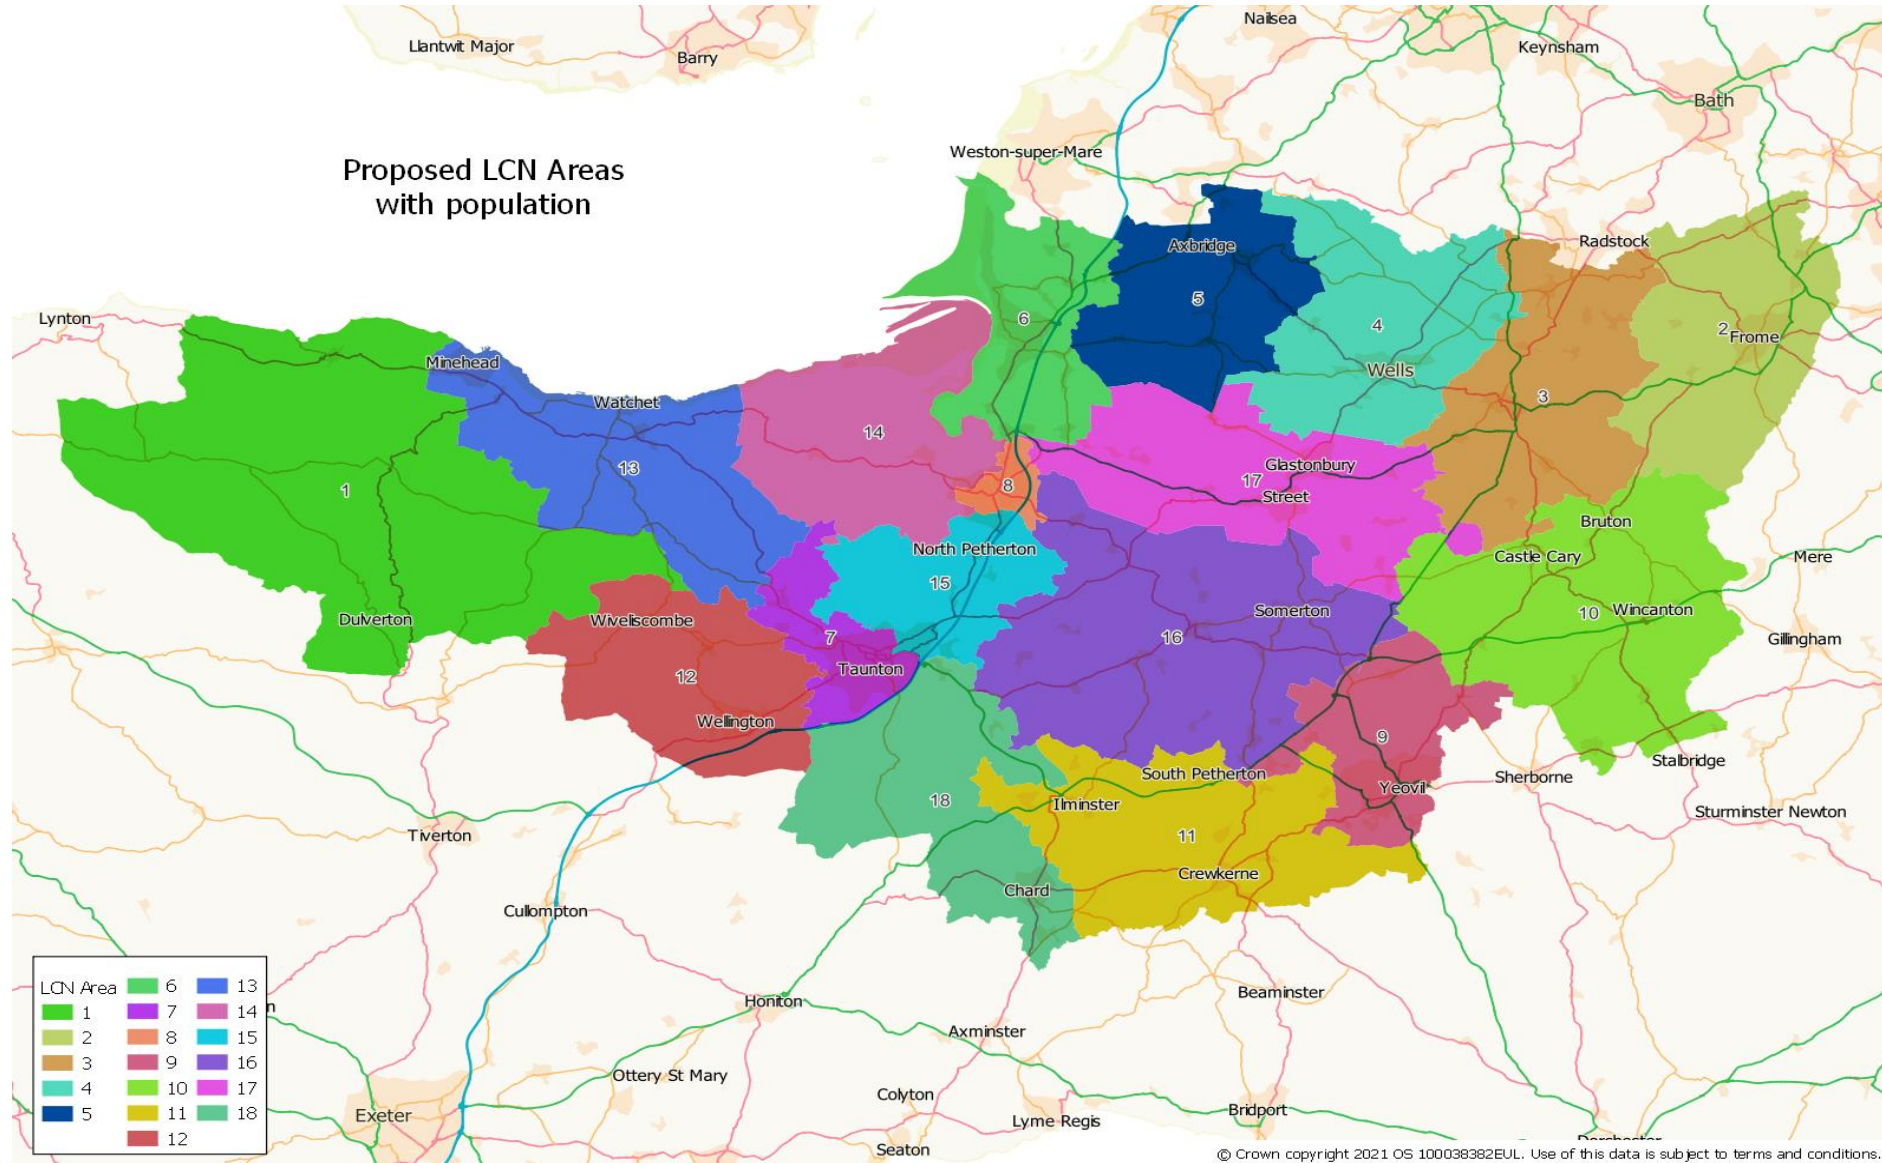 Nailsea
Llantwit Major
Keynsham
Barry
Bath
Weston-super-Mare
Proposed LCN Areas
with population
Radstock
Axbridge
5
Lynton
6
4
2
Frome
Minehead
Wells
3
Watchet
14
13
Glastonbury
17
8
Street
1
Bruton
North Petherton
Castle Cary
Mere
15
Somerton
10
Wincanton
Dulverton
Wiveliscombe
7
16
Gillingham
Taunton
12
Wellington
9
Stalbridge
South Petherton
Sherborne
Yeovil
18
Ilminster
Sturminster Newton
Tiverton
11
Crewkerne
Chard
Cullompton
LCN Area
1
2
3
4
5
6
7
8
9
10
11
12
13
14
15
16
17
18
n
Honiton
Beaminster
Axminster
Ottery St Mary
Colyton
Exeter
Lyme Regis
Bridport
Seaton
Dorchester
© Crown copyright 2021 OS 100038382EUL. Use of this data is subject to terms and conditions.